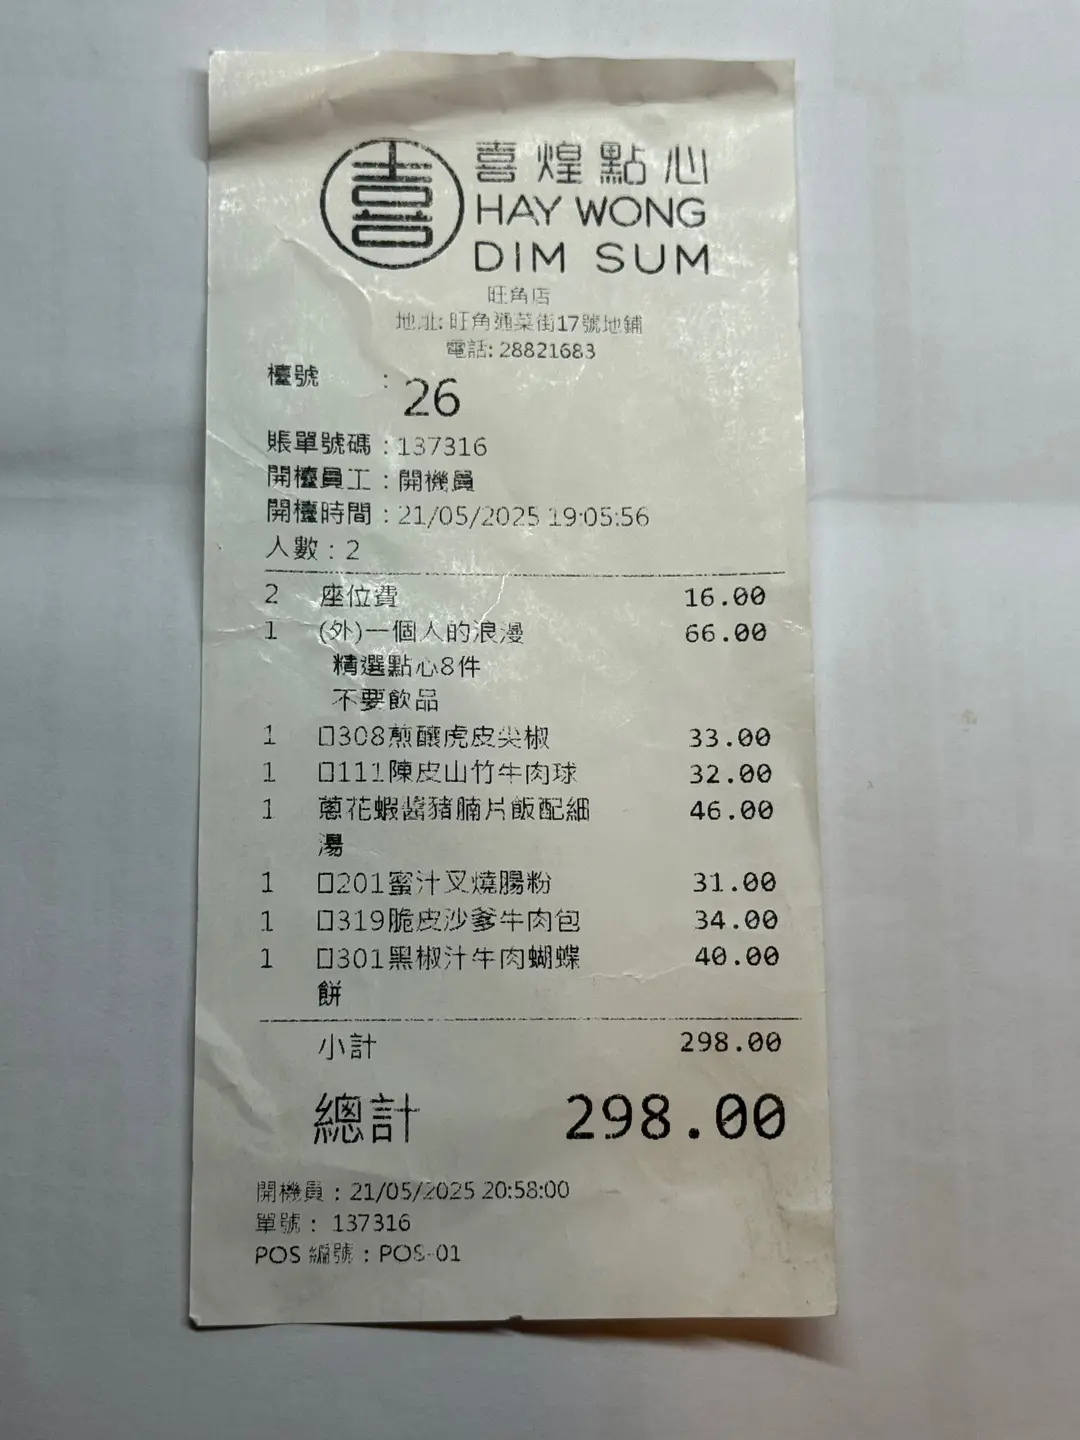 喜
喜煌點心
HAY WONG
DIM SUM
旺角店
地址: 旺角通菜街17號地鋪
電話: 28821683
檯號 : 26
賬單號碼 : 137316
開檯員工 : 開機員
開檯時間 : 21/05/2025 19:05:56
人數 : 2
2 座位費 16.00
1 (外)一個人的浪漫 66.00
精選點心8件
不要飲品
1 口308煎釀虎皮尖椒 33.00
1 口111陳皮山竹牛肉球 32.00
1 蔥花蝦醬豬腩片飯配細 46.00
湯
1 口201蜜汁叉燒腸粉 31.00
1 口319脆皮沙爹牛肉包 34.00
1 口301黑椒汁牛肉蝴蝶 40.00
餅
小計 298.00
總計 298.00
開機員 : 21/05/2025 20:58:00
單號 : 137316
POS 編號 : POS-01